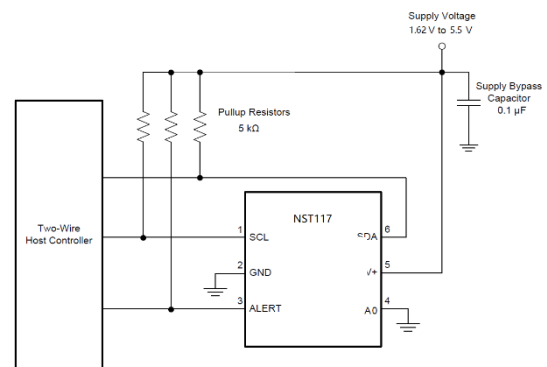 Supply Voltage
1.62 V to 5.5 V
Supply Bypass
Capacitor
0.1 µF
Pullup Resistors
5 kΩ
Two-Wire
Host Controller
NST117
1 SCL
2 GND
3 ALERT
SDA 6
V+ 5
A0 4